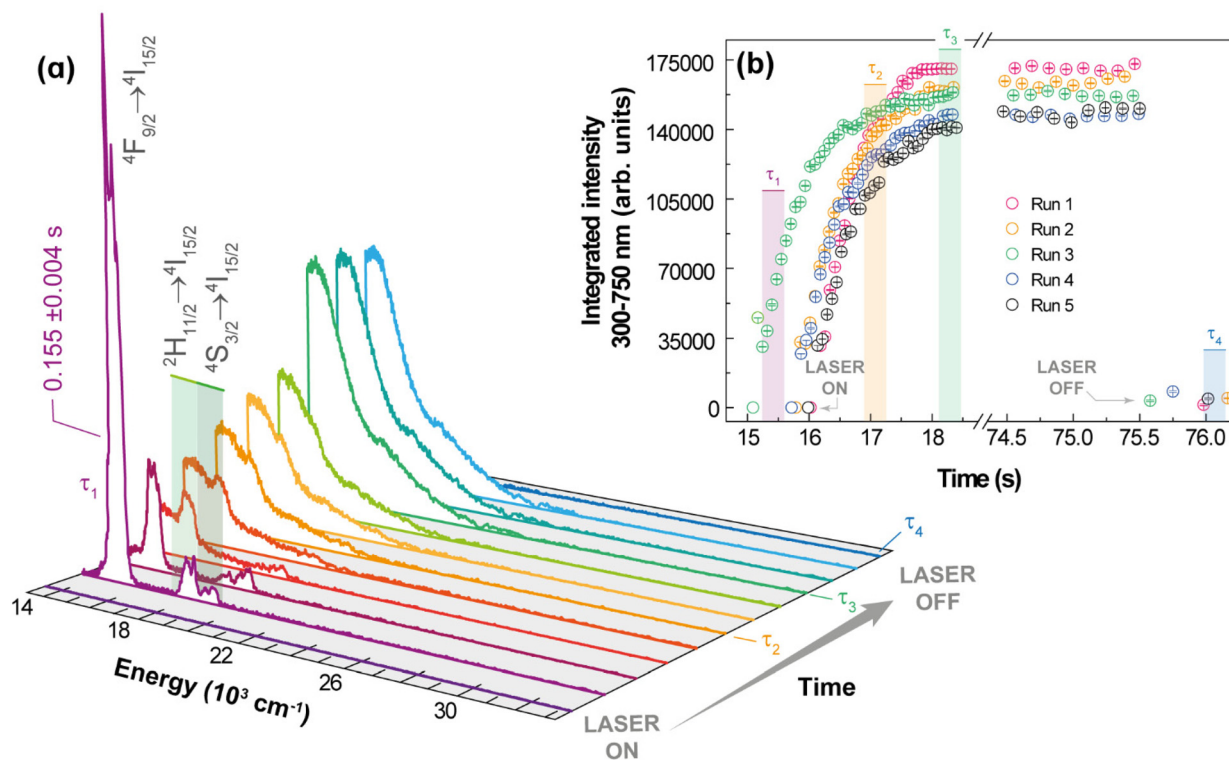 (a)
⁴F₉/₂→⁴I₁₅/₂
0.155 ±0.004 s
²H₁₁/₂→⁴I₁₅/₂
⁴S₃/₂→⁴I₁₅/₂
τ₁
τ₂
τ₃
τ₄
14
18
22
26
30
Energy (10³ cm⁻¹)
LASER
ON
Time
LASER
OFF
(b)
Integrated intensity
300-750 nm (arb. units)
175000
140000
105000
70000
35000
0
τ₁
τ₂
τ₃
τ₄
Run 1
Run 2
Run 3
Run 4
Run 5
LASER
ON
LASER
OFF
15
16
17
18
74.5
75.0
75.5
76.0
Time (s)